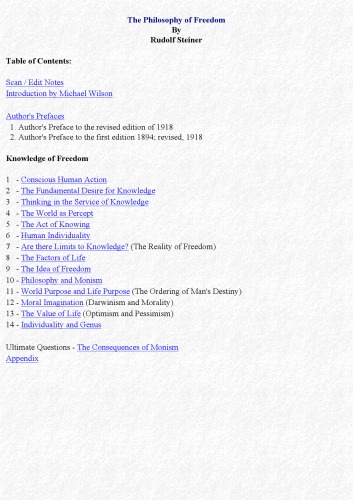 The Philosophy of Freedom
By
Rudolf Steiner
Table of Contents:
Scan / Edit Notes
Introduction by Michael Wilson
Author's Prefaces
1. Author's Preface to the revised edition of 1918
2. Author's Preface to the first edition 1894; revised, 1918
Knowledge of Freedom
1 - Conscious Human Action
2 - The Fundamental Desire for Knowledge
3 - Thinking in the Service of Knowledge
4 - The World as Percept
5 - The Act of Knowing
6 - Human Individuality
7 - Are there Limits to Knowledge? (The Reality of Freedom)
8 - The Factors of Life
9 - The Idea of Freedom
10 - Philosophy and Monism
11 - World Purpose and Life Purpose (The Ordering of Man's Destiny)
12 - Moral Imagination (Darwinism and Morality)
13 - The Value of Life (Optimism and Pessimism)
14 - Individuality and Genus
Ultimate Questions - The Consequences of Monism
Appendix